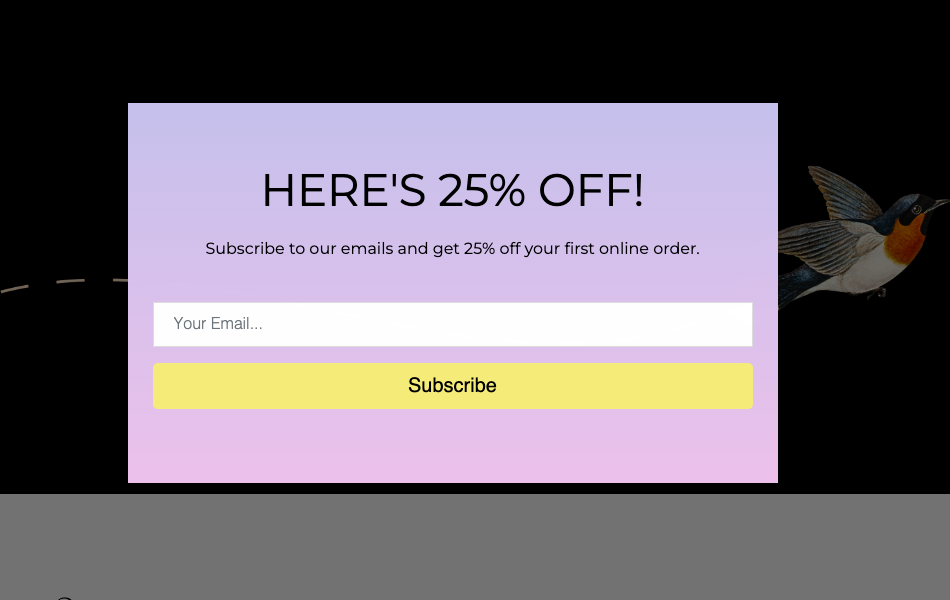 HERE'S 25% OFF!
Subscribe to our emails and get 25% off your first online order.
Your Email...
Subscribe